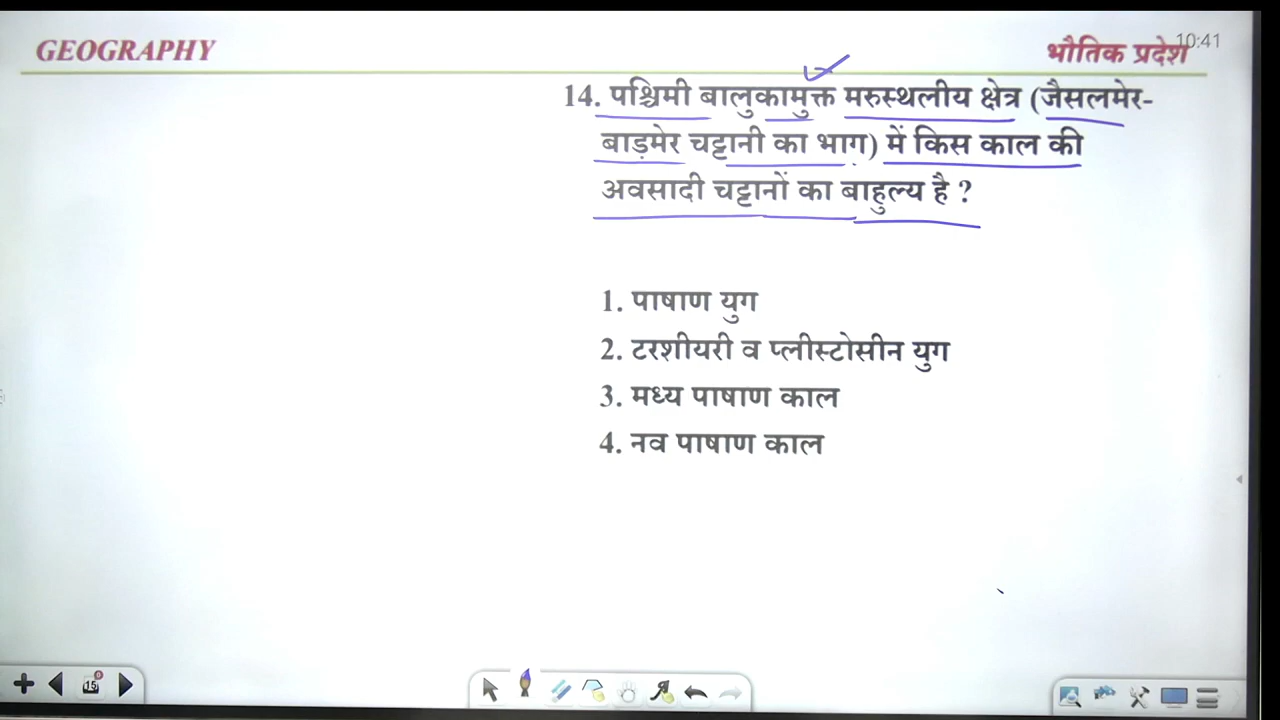 GEOGRAPHY
भौतिक प्रदेश
10:41
14. पश्चिमी बालुकामुक्त मरुस्थलीय क्षेत्र (जैसलमेर-
बाड़मेर चट्टानी का भाग) में किस काल की
अवसादी चट्टानों का बाहुल्य है ?
1. पाषाण युग
2. टरशीयरी व प्लीस्टोसीन युग
3. मध्य पाषाण काल
4. नव पाषाण काल
15